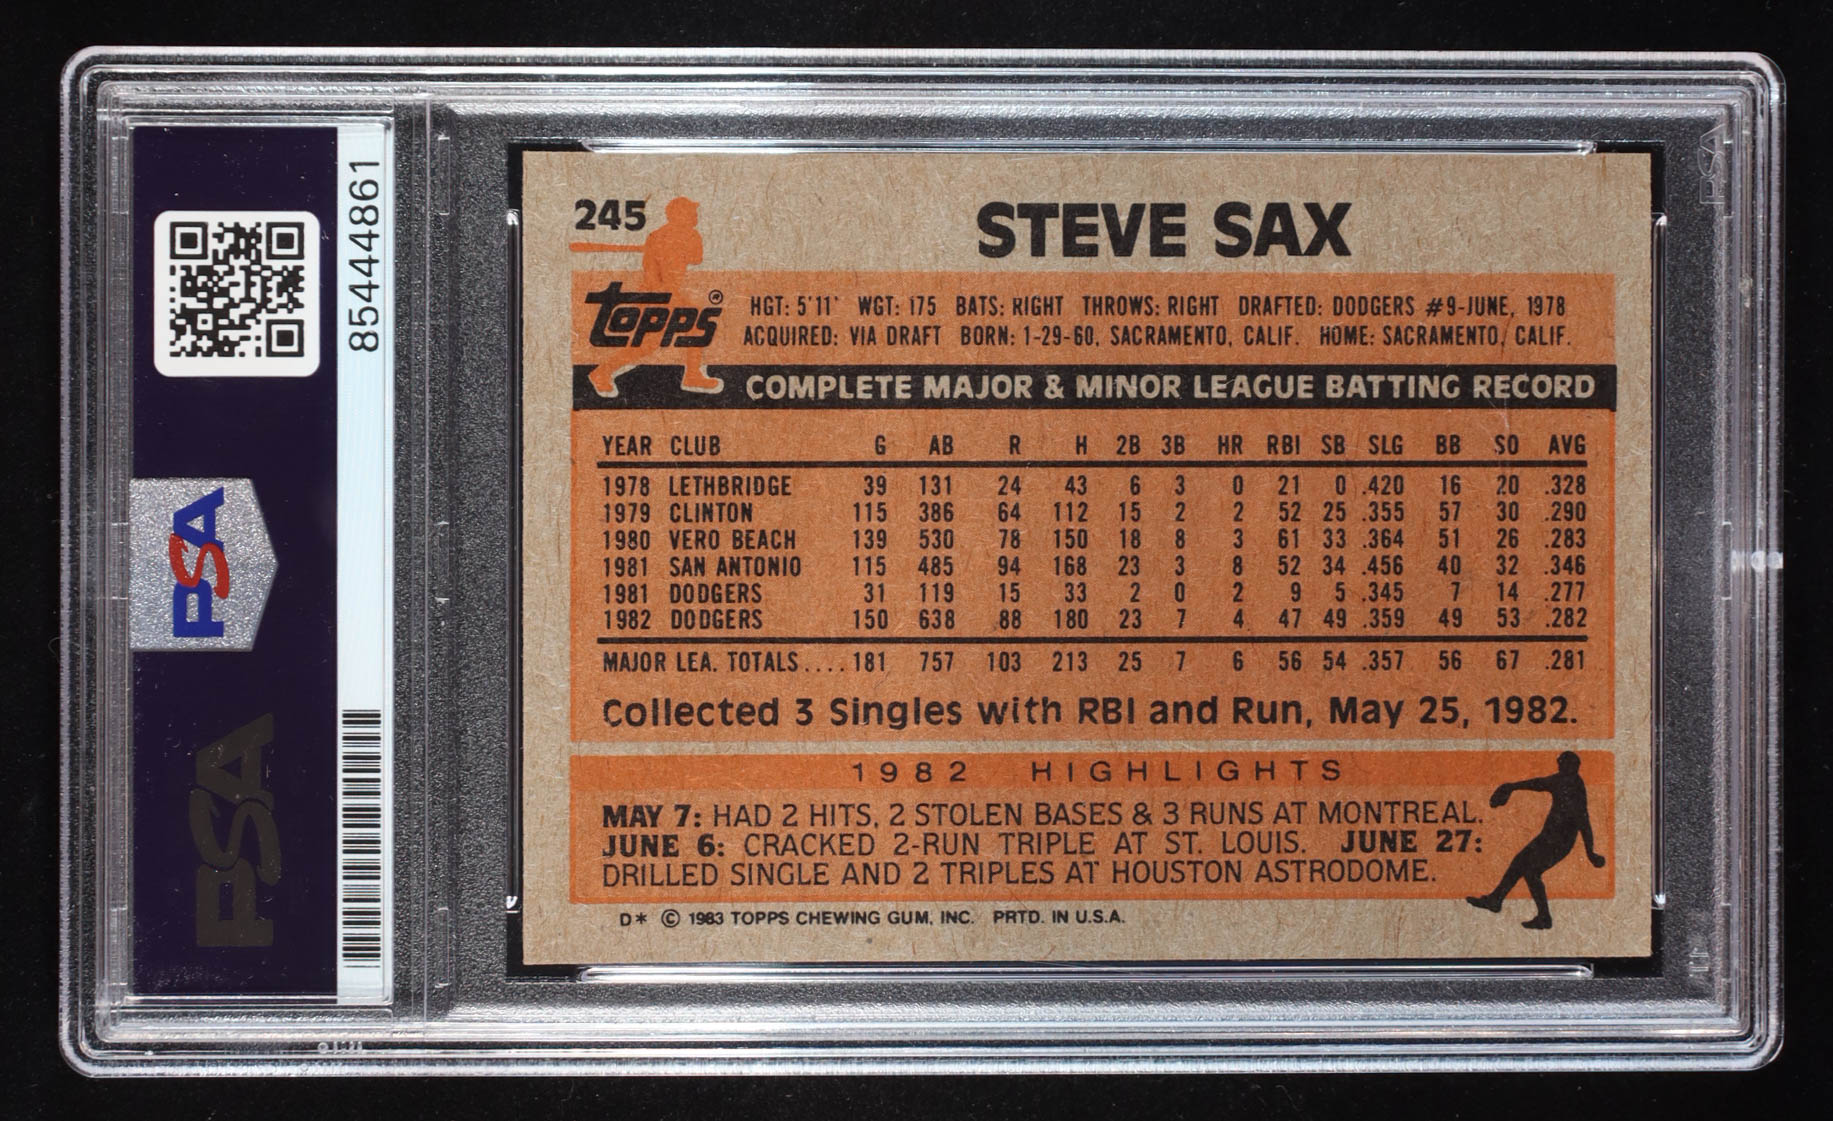 85444861
PSA
PSA
PSA
245
STEVE SAX
Topps®
HGT: 5'11' WGT: 175 BATS: RIGHT THROWS: RIGHT DRAFTED: DODGERS #9-JUNE, 1978
ACQUIRED: VIA DRAFT BORN: 1-29-60, SACRAMENTO, CALIF. HOME: SACRAMENTO, CALIF.
COMPLETE MAJOR & MINOR LEAGUE BATTING RECORD
YEAR CLUB G AB R H 2B 3B HR RBI SB SLG BB SO AVG
1978 LETHBRIDGE 39 131 24 43 6 3 0 21 0 .420 16 20 .328
1979 CLINTON 115 386 64 112 15 2 2 52 25 .355 57 30 .290
1980 VERO BEACH 139 530 78 150 18 8 3 61 33 .364 51 26 .283
1981 SAN ANTONIO 115 485 94 168 23 3 8 52 34 .456 40 32 .346
1981 DODGERS 31 119 15 33 2 0 2 9 5 .345 7 14 .277
1982 DODGERS 150 638 88 180 23 7 4 47 49 .359 49 53 .282
MAJOR LEA. TOTALS....181 757 103 213 25 7 6 56 54 .357 56 67 .281
Collected 3 Singles with RBI and Run, May 25, 1982.
1982 HIGHLIGHTS
MAY 7: HAD 2 HITS, 2 STOLEN BASES & 3 RUNS AT MONTREAL.
JUNE 6: CRACKED 2-RUN TRIPLE AT ST. LOUIS. JUNE 27:
DRILLED SINGLE AND 2 TRIPLES AT HOUSTON ASTRODOME.
D* © 1983 TOPPS CHEWING GUM, INC. PRTD. IN U.S.A.